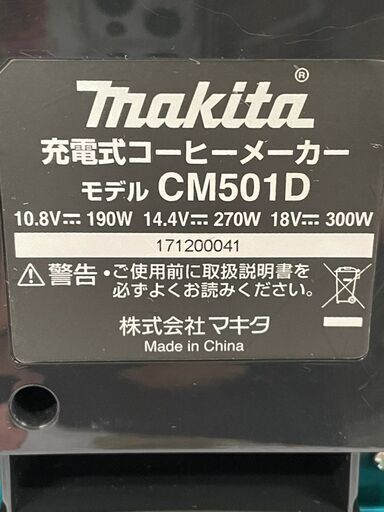 makita®
充電式コーヒーメーカー
モデル CM501D
10.8V⎓ 190W 14.4V⎓ 270W 18V⎓ 300W
171200041
⚠警告・ご使用前に取扱説明書を
必ずよくお読みください。
株式会社マキタ
Made in China